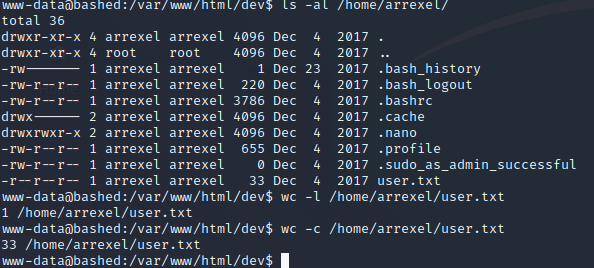 www-data@bashed:/var/www/html/dev$ ls -al /home/arrexel/
total 36
drwxr-xr-x 4 arrexel arrexel 4096 Dec  4  2017 .
drwxr-xr-x 4 root    root    4096 Dec  4  2017 ..
-rw------- 1 arrexel arrexel    1 Dec 23  2017 .bash_history
-rw-r--r-- 1 arrexel arrexel  220 Dec  4  2017 .bash_logout
-rw-r--r-- 1 arrexel arrexel 3786 Dec  4  2017 .bashrc
drwx------ 2 arrexel arrexel 4096 Dec  4  2017 .cache
drwxrwxr-x 2 arrexel arrexel 4096 Dec  4  2017 .nano
-rw-r--r-- 1 arrexel arrexel  655 Dec  4  2017 .profile
-rw-r--r-- 1 arrexel arrexel    0 Dec  4  2017 .sudo_as_admin_successful
-r--r--r-- 1 arrexel arrexel   33 Dec  4  2017 user.txt
www-data@bashed:/var/www/html/dev$ wc -l /home/arrexel/user.txt
1 /home/arrexel/user.txt
www-data@bashed:/var/www/html/dev$ wc -c /home/arrexel/user.txt
33 /home/arrexel/user.txt
www-data@bashed:/var/www/html/dev$